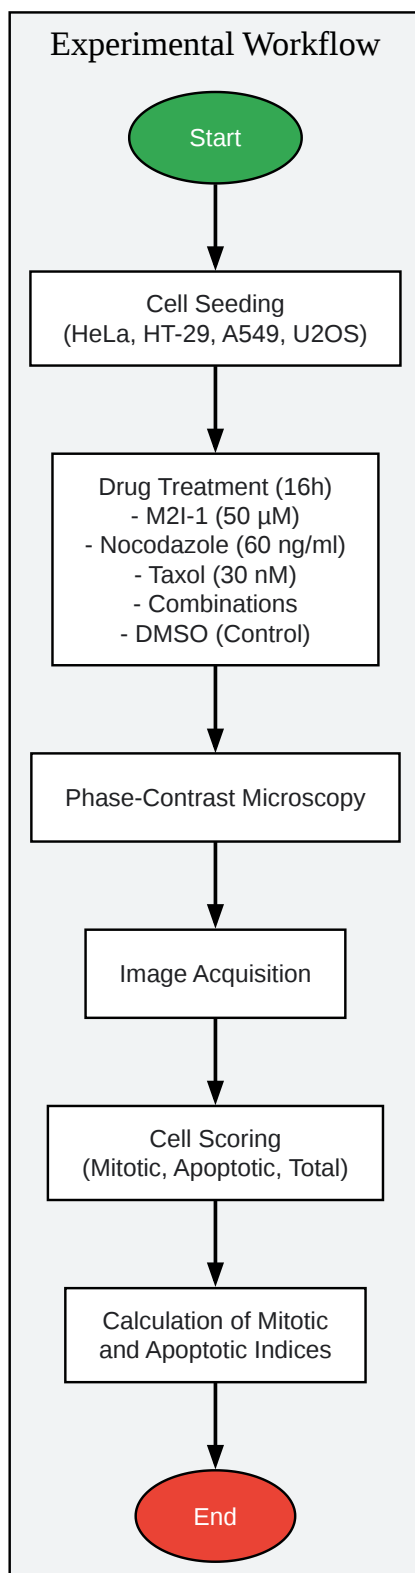 Experimental Workflow
Start
Cell Seeding
(HeLa, HT-29, A549, U2OS)
Drug Treatment (16h)
- M2I-1 (50 µM)
- Nocodazole (60 ng/ml)
- Taxol (30 nM)
- Combinations
- DMSO (Control)
Phase-Contrast Microscopy
Image Acquisition
Cell Scoring
(Mitotic, Apoptotic, Total)
Calculation of Mitotic
and Apoptotic Indices
End